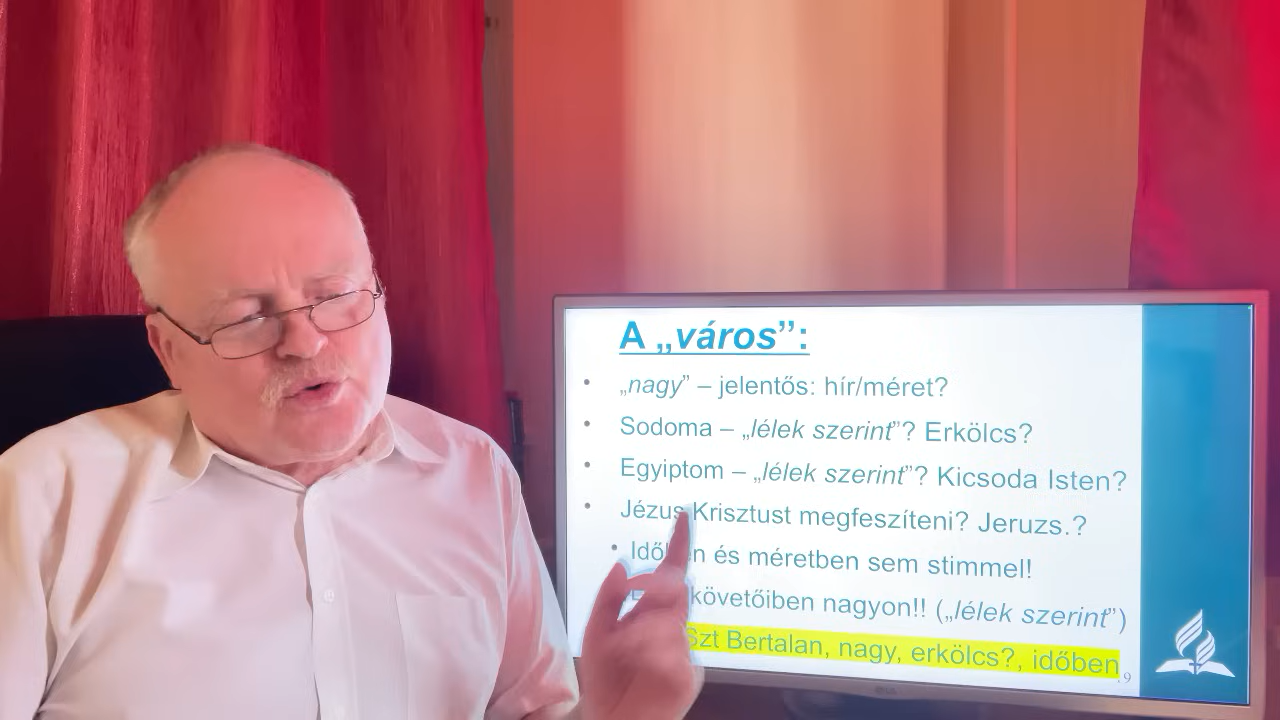 A „város”:
• „nagy” – jelentős: hír/méret?
• Sodoma – „lélek szerint”? Erkölcs?
• Egyiptom – „lélek szerint”? Kicsoda Isten?
• Jézus Krisztust megfeszíteni? Jeruzs.?
• és méretben sem stimmel!
követőiben nagyon!! („lélek szerint”)
Szt Bertalan, nagy, erkölcs?, időben